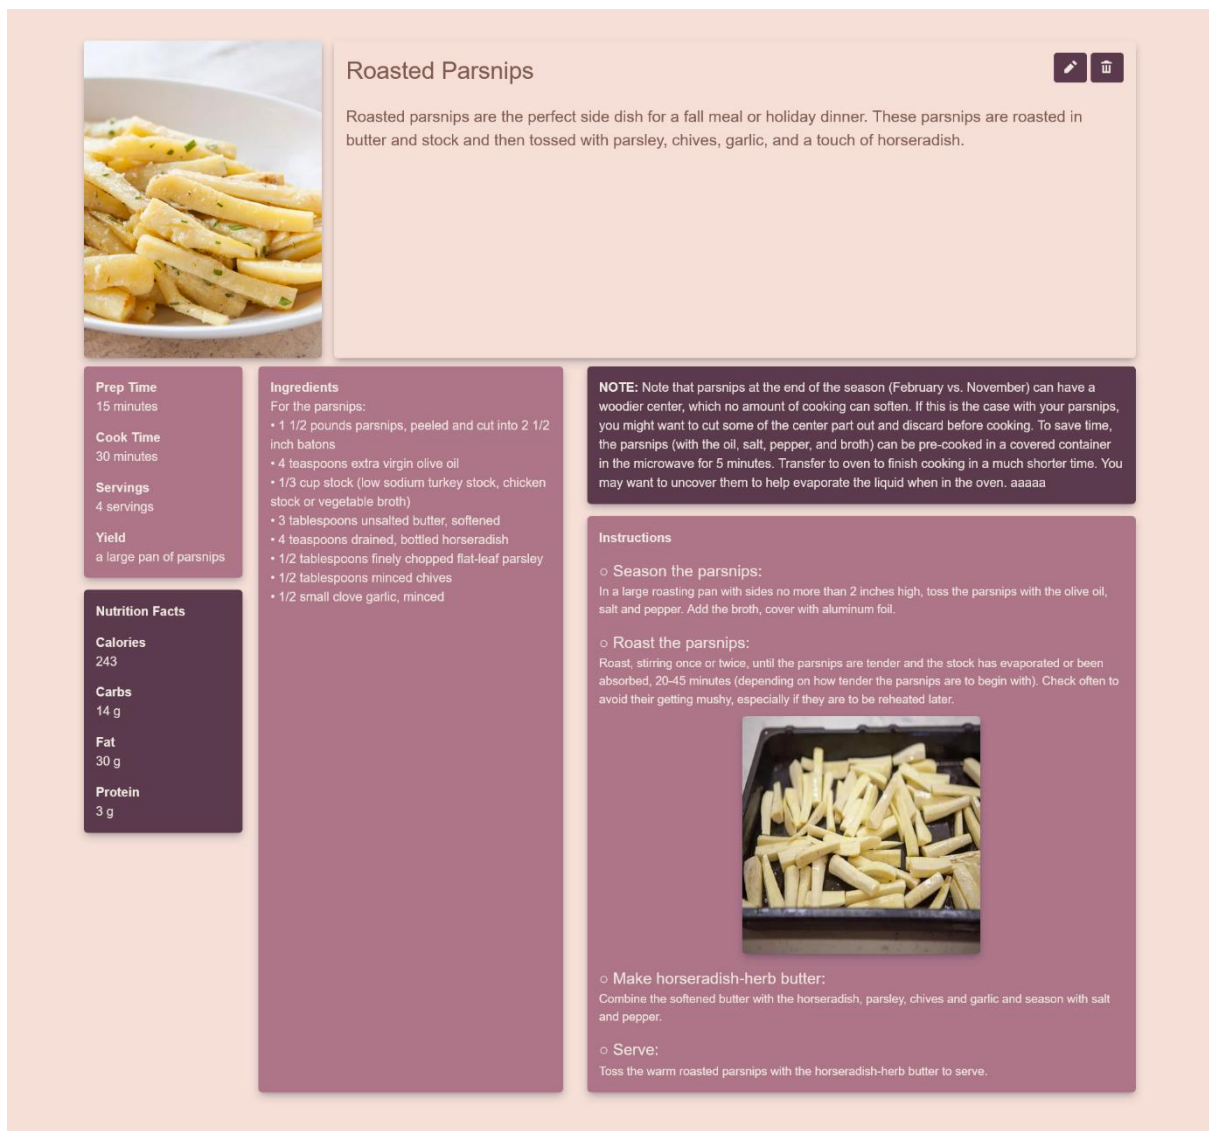 Roasted Parsnips
Roasted parsnips are the perfect side dish for a fall meal or holiday dinner. These parsnips are roasted in
butter and stock and then tossed with parsley, chives, garlic, and a touch of horseradish.
Prep Time
15 minutes
Cook Time
30 minutes
Servings
4 servings
Yield
a large pan of parsnips
Nutrition Facts
Calories
243
Carbs
14 g
Fat
30 g
Protein
3 g
Ingredients
For the parsnips:
• 1 1/2 pounds parsnips, peeled and cut into 2 1/2
inch batons
• 4 teaspoons extra virgin olive oil
• 1/3 cup stock (low sodium turkey stock, chicken
stock or vegetable broth)
• 3 tablespoons unsalted butter, softened
• 4 teaspoons drained, bottled horseradish
• 1/2 tablespoons finely chopped flat-leaf parsley
• 1/2 tablespoons minced chives
• 1/2 small clove garlic, minced
NOTE: Note that parsnips at the end of the season (February vs. November) can have a
woodier center, which no amount of cooking can soften. If this is the case with your parsnips,
you might want to cut some of the center part out and discard before cooking. To save time,
the parsnips (with the oil, salt, pepper, and broth) can be pre-cooked in a covered container
in the microwave for 5 minutes. Transfer to oven to finish cooking in a much shorter time. You
may want to uncover them to help evaporate the liquid when in the oven. aaaaa
Instructions
○ Season the parsnips:
In a large roasting pan with sides no more than 2 inches high, toss the parsnips with the olive oil,
salt and pepper. Add the broth, cover with aluminum foil.
○ Roast the parsnips:
Roast, stirring once or twice, until the parsnips are tender and the stock has evaporated or been
absorbed, 20-45 minutes (depending on how tender the parsnips are to begin with). Check often to
avoid their getting mushy, especially if they are to be reheated later.
○ Make horseradish-herb butter:
Combine the softened butter with the horseradish, parsley, chives and garlic and season with salt
and pepper.
○ Serve:
Toss the warm roasted parsnips with the horseradish-herb butter to serve.